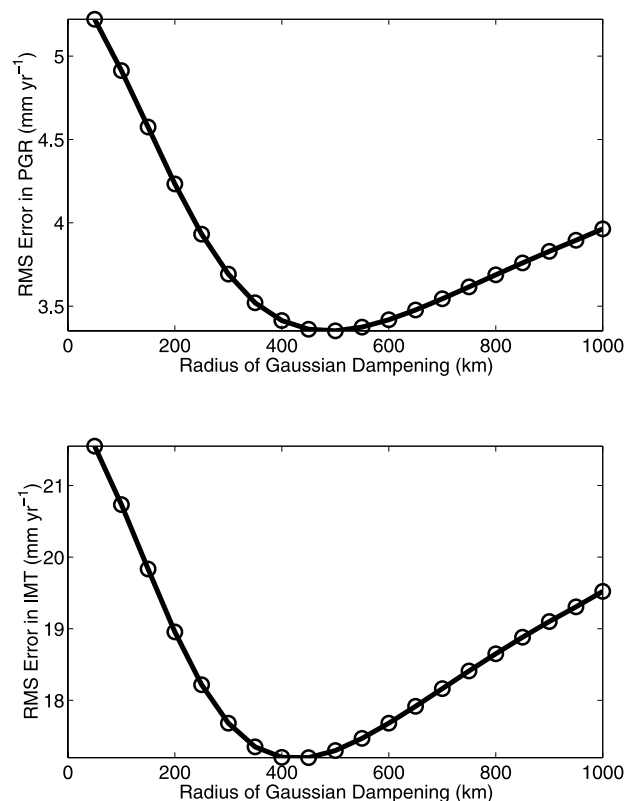 RMS Error in PGR (mm yr−1)
5
4.5
4
3.5
0 200 400 600 800 1000
Radius of Gaussian Dampening (km)
RMS Error in IMT (mm yr−1)
21
20
19
18
0 200 400 600 800 1000
Radius of Gaussian Dampening (km)